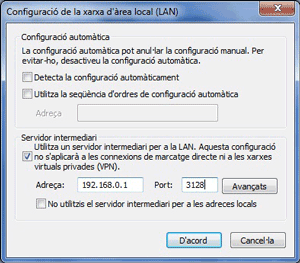 Configuració de la xarxa d'àrea local (LAN)
Configuració automàtica
La configuració automàtica pot anul·lar la configuració manual. Per
evitar-ho, desactiveu la configuració automàtica.
Detecta la configuració automàticament
Utilitza la seqüència d'ordres de configuració automàtica
Adreça
Servidor intermediari
Utilitza un servidor intermediari per a la LAN. Aquesta configuració
no s'aplicarà a les connexions de marcatge directe ni a les xarxes
virtuals privades (VPN).
Adreça: 192.168.0.1 Port: 3128 Avançats
No utilitzis el servidor intermediari per a les adreces locals
D'acord Cancel·la